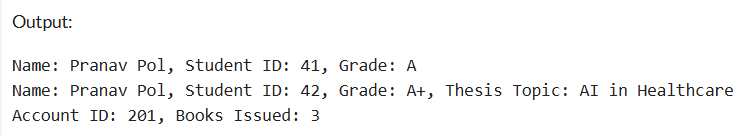 Output:
Name: Pranav Pol, Student ID: 41, Grade: A
Name: Pranav Pol, Student ID: 42, Grade: A+, Thesis Topic: AI in Healthcare
Account ID: 201, Books Issued: 3